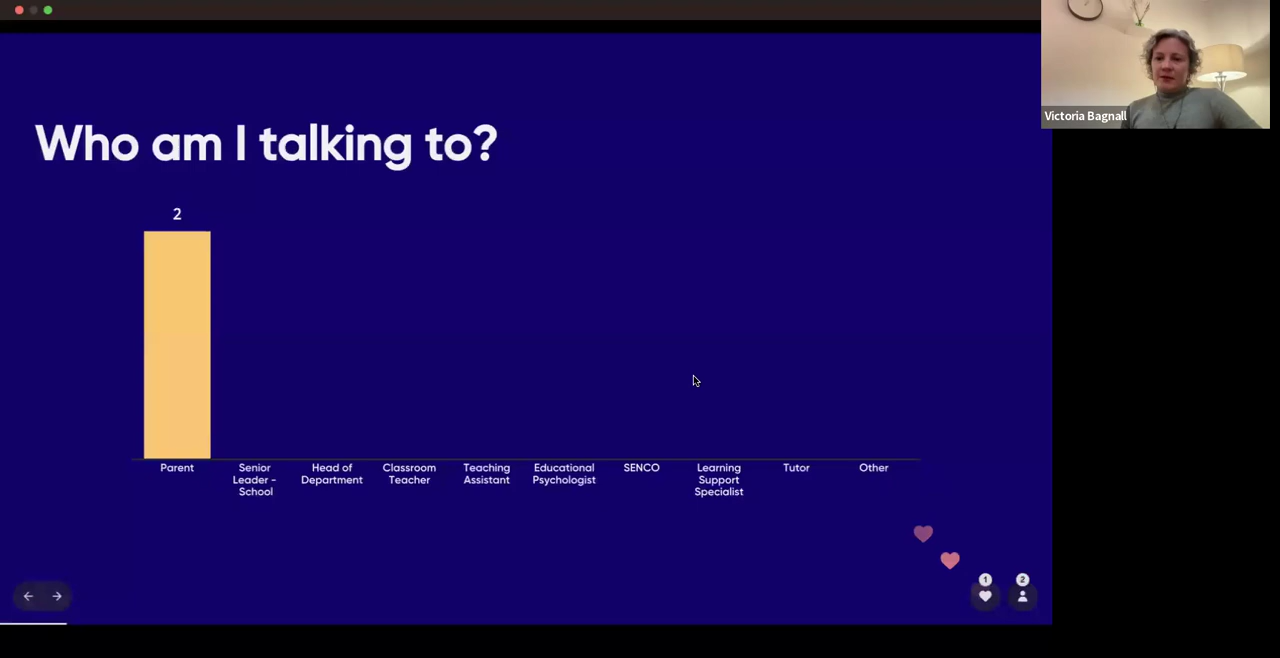 Victoria Bagnall
Who am I talking to?
2
Parent
Senior
Leader -
School
Head of
Department
Classroom
Teacher
Teaching
Assistant
Educational
Psychologist
SENCO
Learning
Support
Specialist
Tutor
Other
1
2